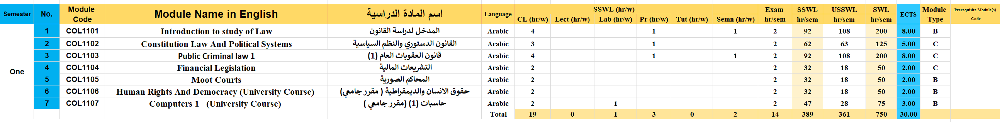 Semester No. Module Code Module Name in English اسم المادة الدراسية Language SSWL (hr/w) Exam hr/sem SSWL hr/sem USSWL hr/sem SWL hr/sem ECTS Module Type Prerequisite Module(s) Code
CL (hr/w) Lect (hr/w) Lab (hr/w) Pr (hr/w) Tut (hr/w) Semn (hr/w)
One
1 COL1101 Introduction to study of Law المدخل لدراسة القانون Arabic 4 1 1 2 92 108 200 8.00 B
2 COL1102 Constitution Law And Political Systems القانون الدستوري والنظم السياسية Arabic 3 1 2 62 63 125 5.00 C
3 COL1103 Public Criminal law 1 قانون العقوبات العام (1) Arabic 4 1 1 2 92 108 200 8.00 C
4 COL1104 Financial Legislation التشريعات المالية Arabic 2 2 32 18 50 2.00 C
5 COL1105 Moot Courts المحاكم الصورية Arabic 2 2 32 18 50 2.00 B
6 COL1106 Human Rights And Democracy (University Course) حقوق الانسان والديمقراطية ( مقرر جامعي) Arabic 2 2 32 18 50 2.00 B
7 COL1107 Computers 1 (University Course) حاسبات (1) (مقرر جامعي ) Arabic 2 1 2 47 28 75 3.00 B
Total 19 0 1 3 0 2 14 389 361 750 30.00